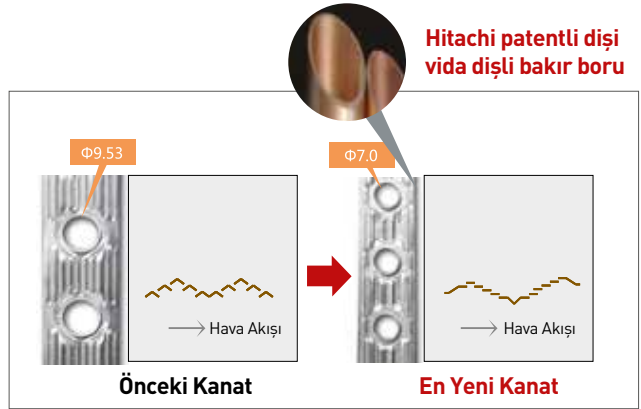 Hitachi patentli dişi
vida dişli bakır boru
Φ9.53
Φ7.0
Hava Akışı
Hava Akışı
Önceki Kanat
En Yeni Kanat